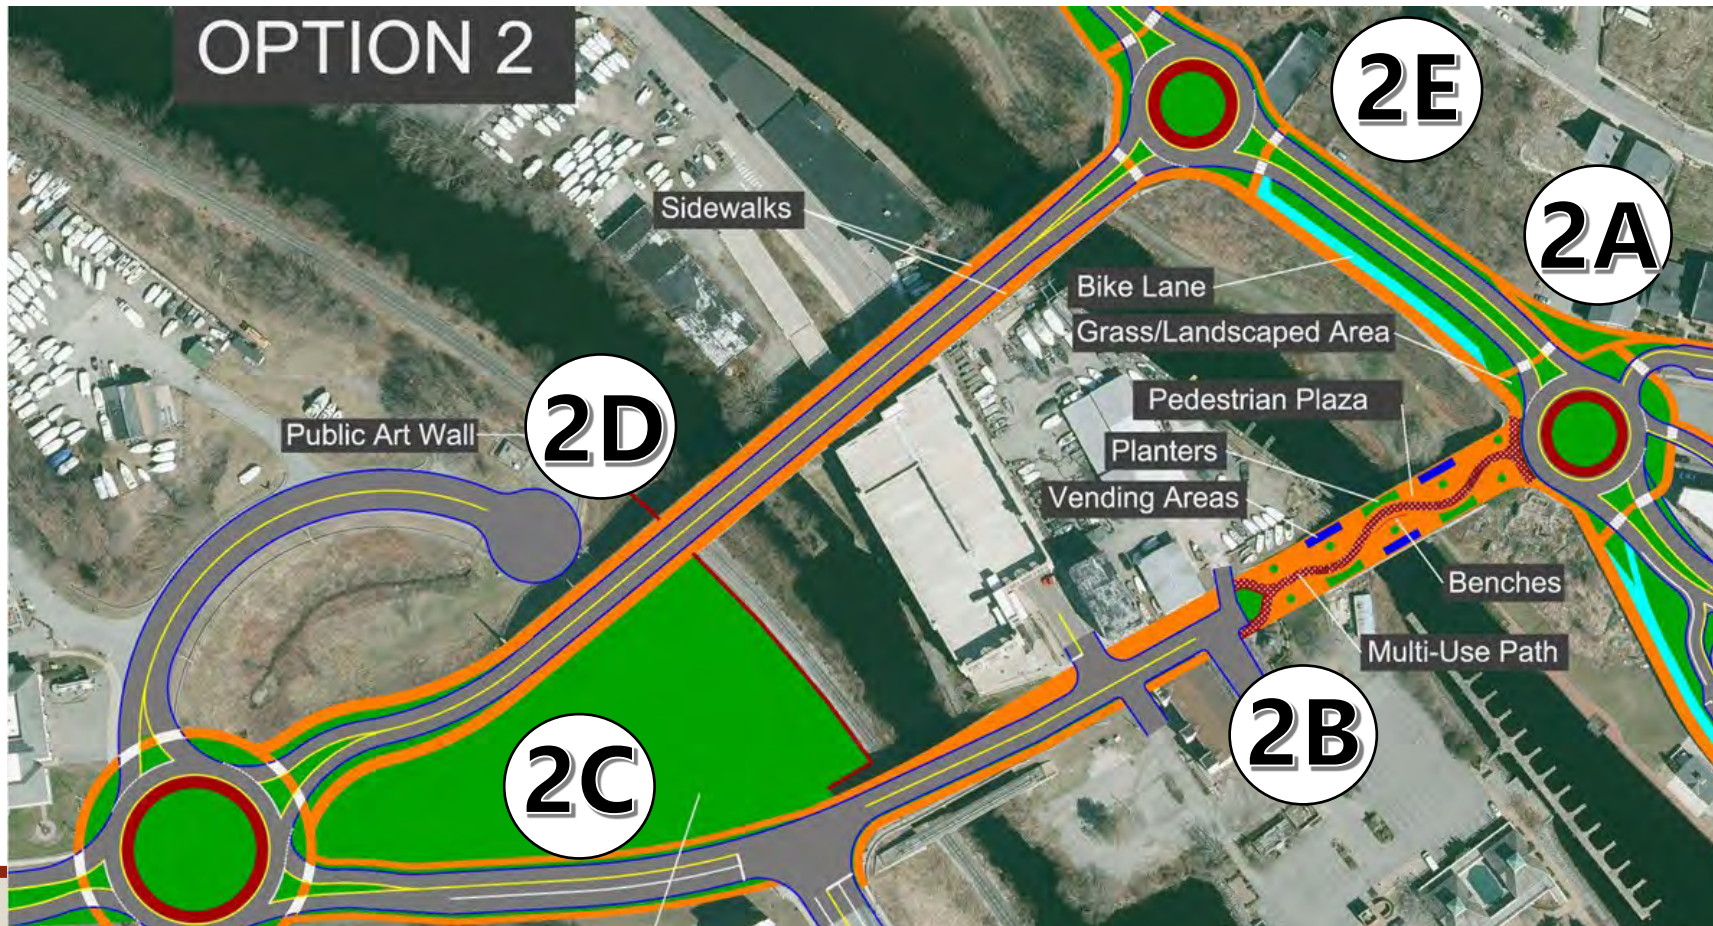 OPTION 2
2E
2A
Sidewalks
Bike Lane
Grass/Landscaped Area
2D
Pedestrian Plaza
Public Art Wall
Planters
Vending Areas
Benches
Multi-Use Path
2B
2C